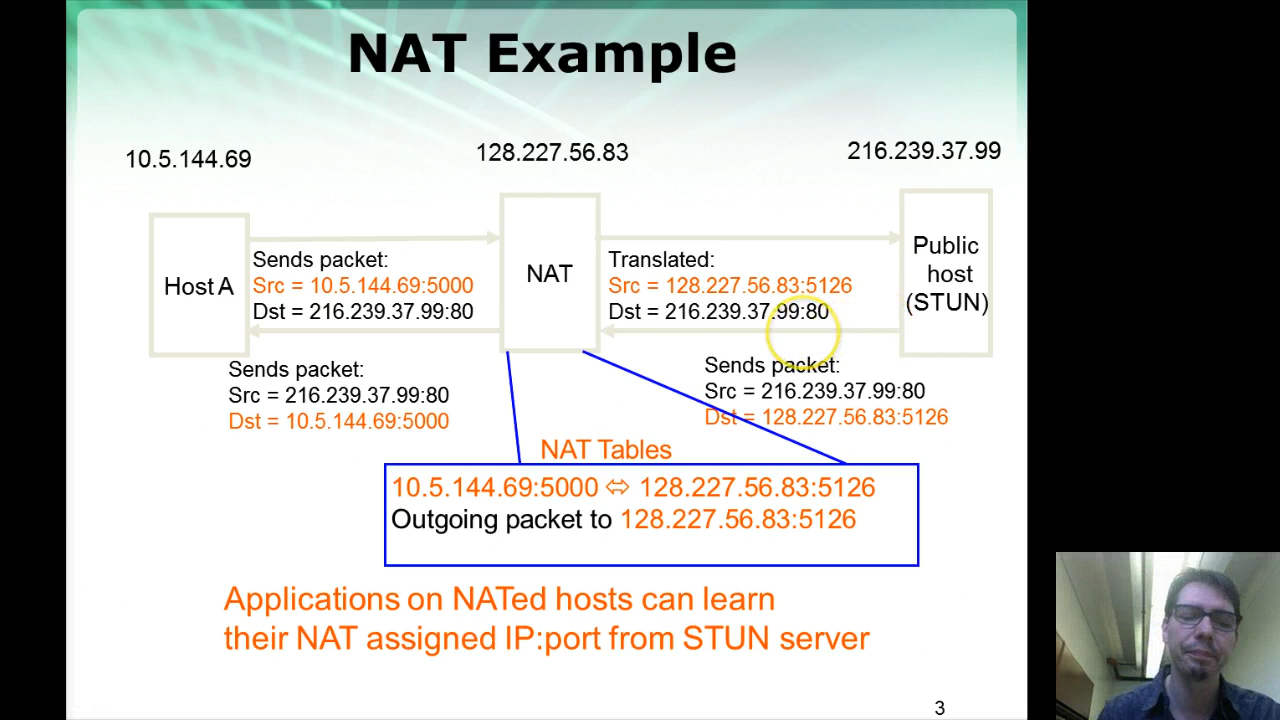 NAT Example
10.5.144.69
128.227.56.83
216.239.37.99
Host A
Sends packet:
Src = 10.5.144.69:5000
Dst = 216.239.37.99:80
NAT
Translated:
Src = 128.227.56.83:5126
Dst = 216.239.37.99:80
Public
host
(STUN)
Sends packet:
Src = 216.239.37.99:80
Dst = 10.5.144.69:5000
Sends packet:
Src = 216.239.37.99:80
Dst = 128.227.56.83:5126
NAT Tables
10.5.144.69:5000 ⬄ 128.227.56.83:5126
Outgoing packet to 128.227.56.83:5126
Applications on NATed hosts can learn
their NAT assigned IP:port from STUN server
3